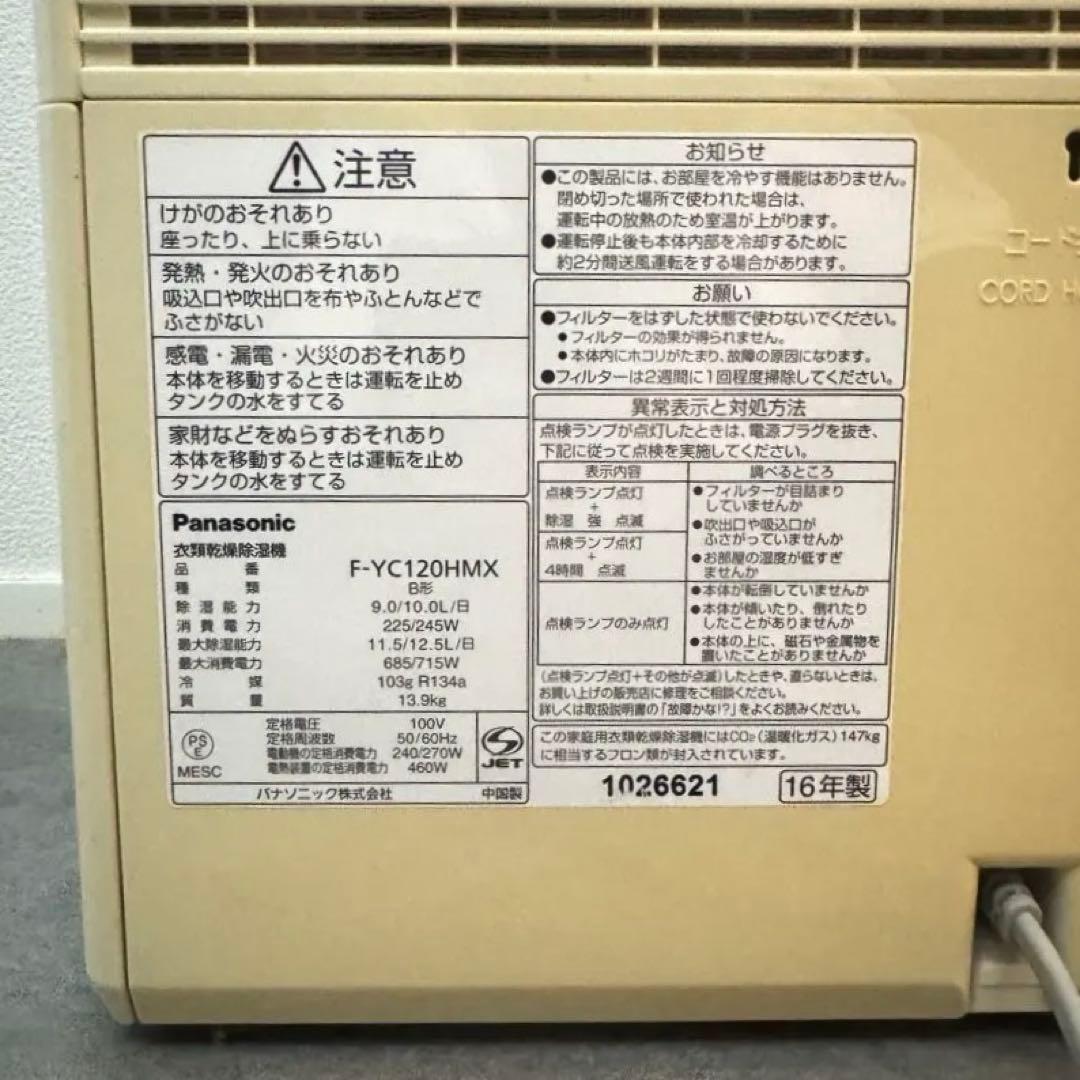 注意
けがのおそれあり
座ったり、上に乗らない
発熱・発火のおそれあり
吸込口や吹出口を布やふとんなどで
ふさがない
感電・漏電・火災のおそれあり
本体を移動するときは運転を止め
タンクの水をすてる
家財などをぬらすおそれあり
本体を移動するときは運転を止め
タンクの水をすてる
Panasonic
衣類乾燥除湿機
品番 F-YC120HMX
種類 B形
除湿能力 9.0/10.0L/日
消費電力 225/245W
最大除湿能力 11.5/12.5L/日
最大消費電力 685/715W
冷媒 103g R134a
質量 13.9kg
PS
E
MESC
定格電圧 100V
定格周波数 50/60Hz
電動機の定格消費電力 240/270W
電熱装置の定格消費電力 460W
JET
パナソニック株式会社 中国製
お知らせ
●この製品には、お部屋を冷やす機能はありません。
閉め切った場所で使われた場合は、
運転中の放熱のため室温が上がります。
●運転停止後も本体内部を冷却するために
約2分間送風運転をする場合があります。
お願い
●フィルターをはずした状態で使わないでください。
●フィルターの効果が得られません。
●本体内にホコリがたまり、故障の原因になります。
●フィルターは2週間に1回程度掃除してください。
異常表示と対処方法
点検ランプが点灯したときは、電源プラグを抜き、
下記に従って点検を実施してください。
表示内容 調べるところ
点検ランプ点灯
+
除湿 強 点滅
点検ランプ点灯
+
4時間 点滅
●フィルターが目詰まり
していませんか
●吹出口や吸込口が
ふさがっていませんか
●お部屋の湿度が低すぎ
ませんか
点検ランプのみ点灯
●本体が転倒していませんか
●本体が傾いたり、倒れたり
したことがありませんか
●本体の上に、磁石や金属物を
置いたことがありませんか
(点検ランプ点灯+その他が点滅)したときや、直らないときは、
お買い上げの販売店に修理をご相談ください。
詳しくは取扱説明書の「故障かな!?」をよくお読みください。
この家庭用衣類乾燥除湿機にはCO₂(温暖化ガス)147kg
に相当するフロン類が封入されています。
1026621 16年製
コー
CORD H